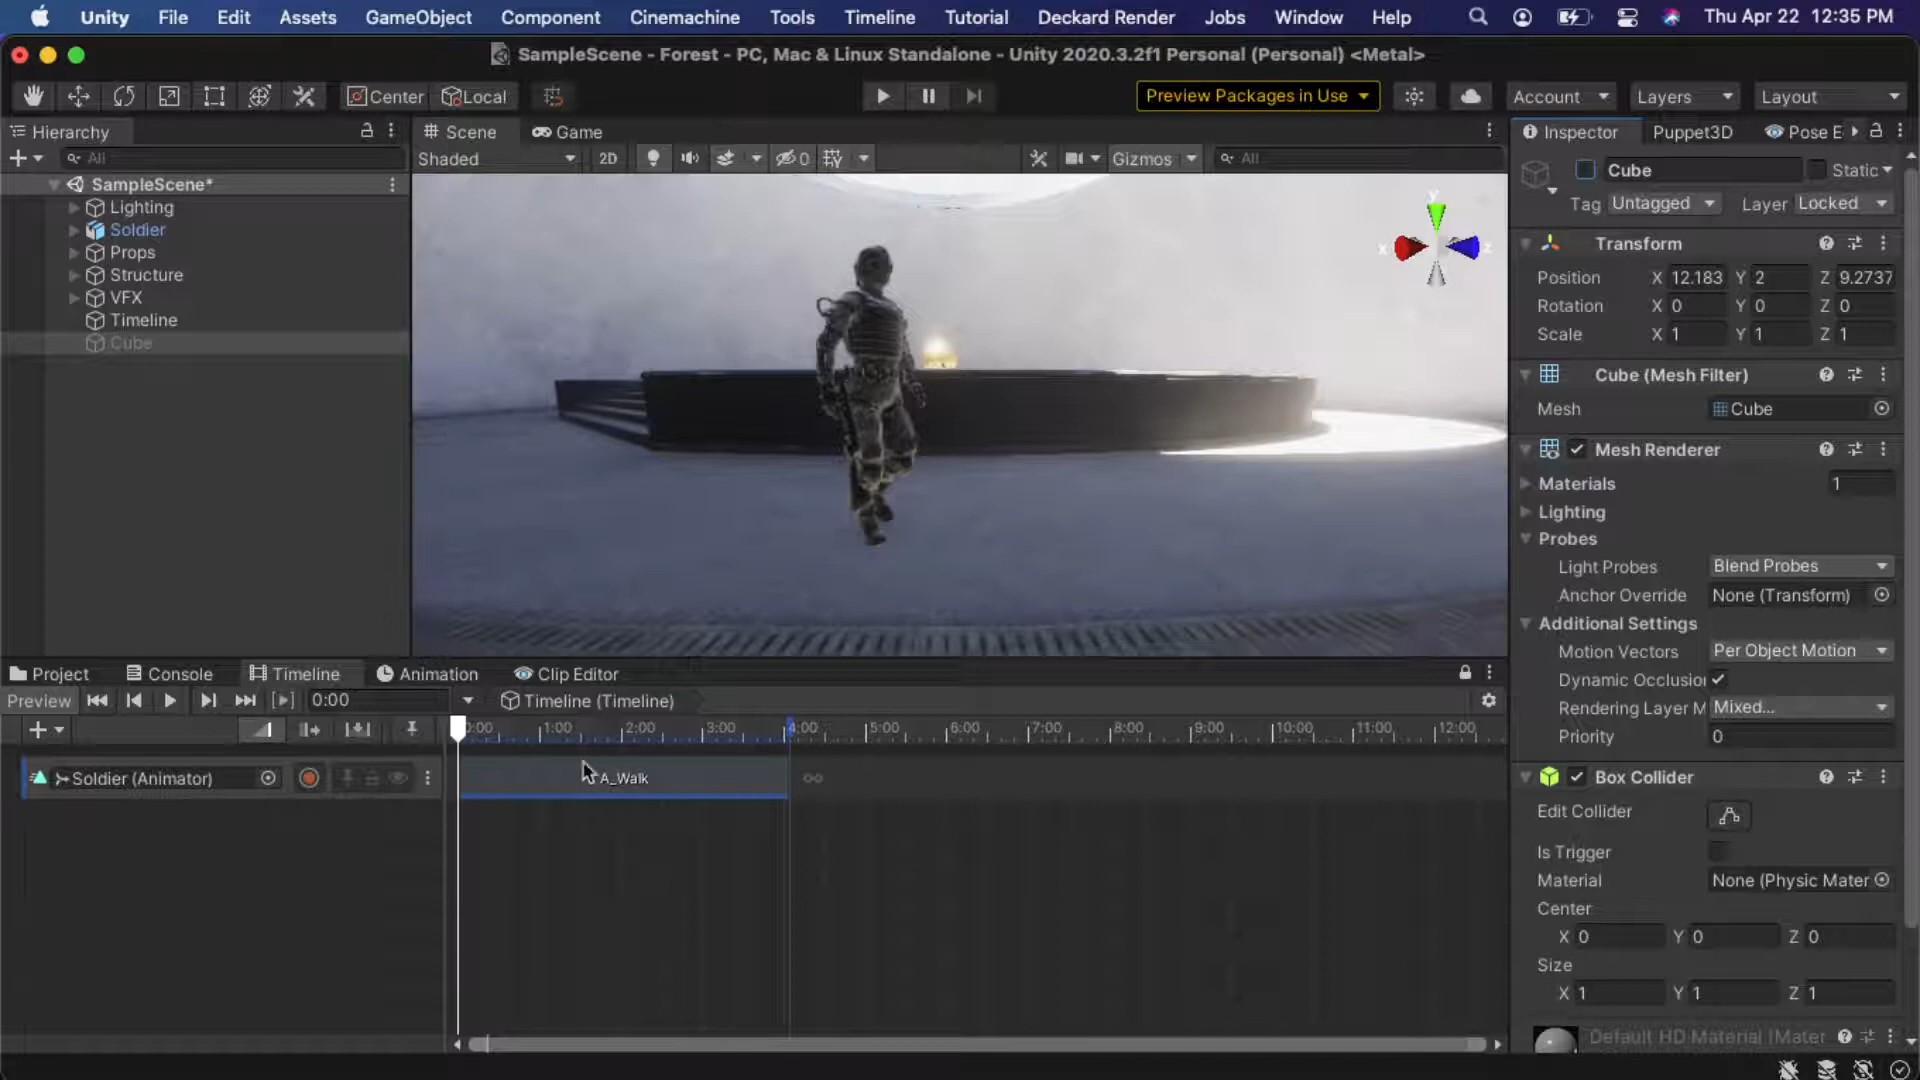 Unity File Edit Assets GameObject Component Cinemachine Tools Timeline Tutorial Deckard Render Jobs Window Help Thu Apr 22 12:35 PM
SampleScene - Forest - PC, Mac & Linux Standalone - Unity 2020.3.2f1 Personal (Personal) <Metal>
Center Local Preview Packages in Use Account Layers Layout
Hierarchy Scene Game Inspector Puppet3D Pose E
All Shaded 2D 0 Gizmos All
Cube Static
SampleScene*
Tag Untagged Layer Locked
Lighting
Soldier
Props
Structure
VFX
Timeline
Cube
y
x
z
Transform
Position X 12.183 Y 2 Z 9.2737
Rotation X 0 Y 0 Z 0
Scale X 1 Y 1 Z 1
Cube (Mesh Filter)
Mesh Cube
Mesh Renderer
Materials 1
Lighting
Probes
Light Probes Blend Probes
Anchor Override None (Transform)
Additional Settings
Motion Vectors Per Object Motion
Dynamic Occlusio
Rendering Layer M Mixed...
Priority 0
Box Collider
Edit Collider
Is Trigger
Material None (Physic Mater
Center
X 0 Y 0 Z 0
Size
X 1 Y 1 Z 1
Default HD Material (Mater
Project Console Timeline Animation Clip Editor
Preview 0:00 Timeline (Timeline)
0:00 1:00 2:00 3:00 4:00 5:00 6:00 7:00 8:00 9:00 10:00 11:00 12:00
Soldier (Animator) A_Walk